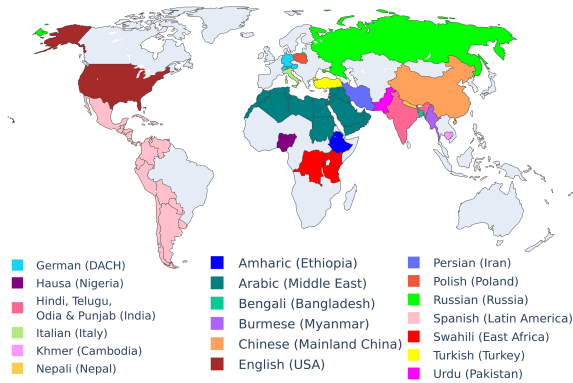 German (DACH)
Hausa (Nigeria)
Hindi, Telugu,
Odia & Punjab (India)
Italian (Italy)
Khmer (Cambodia)
Nepali (Nepal)
Amharic (Ethiopia)
Arabic (Middle East)
Bengali (Bangladesh)
Burmese (Myanmar)
Chinese (Mainland China)
English (USA)
Persian (Iran)
Polish (Poland)
Russian (Russia)
Spanish (Latin America)
Swahili (East Africa)
Turkish (Turkey)
Urdu (Pakistan)